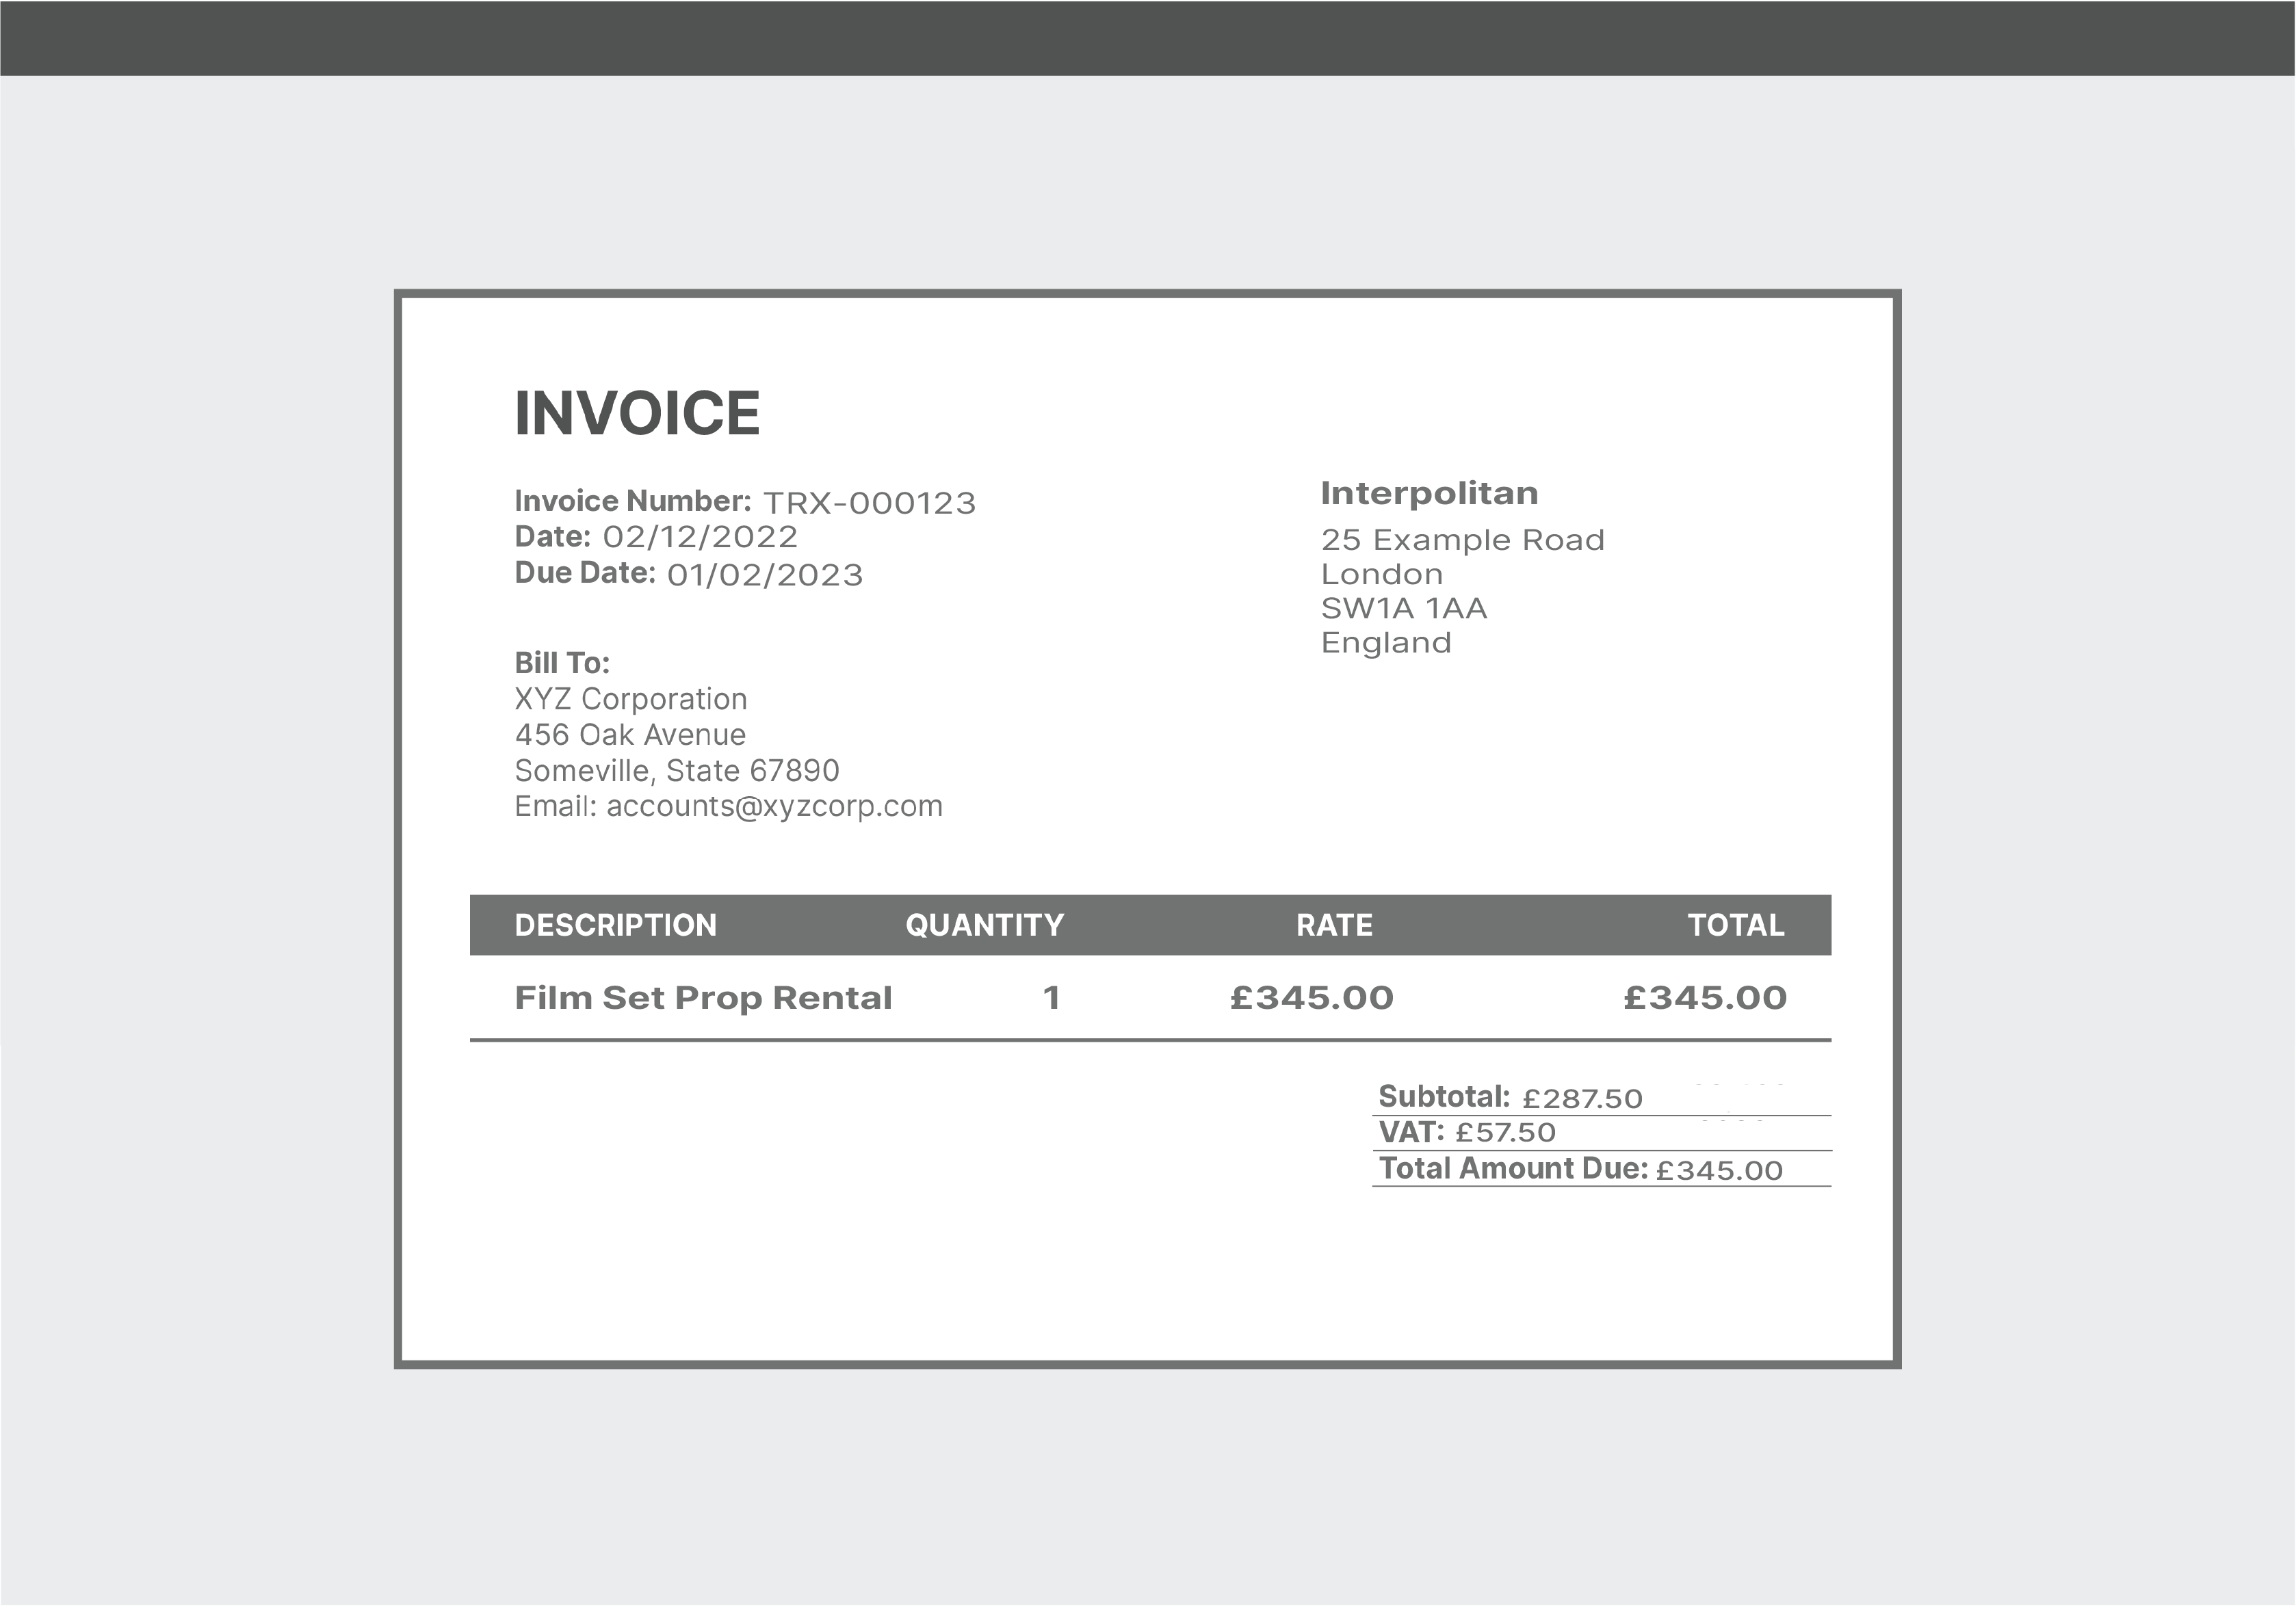 INVOICE
Invoice Number: TRX-000123
Date: 02/12/2022
Due Date: 01/02/2023
Interpolitan
25 Example Road
London
SW1A 1AA
England
Bill To:
XYZ Corporation
456 Oak Avenue
Someville, State 67890
Email: accounts@xyzcorp.com
DESCRIPTION QUANTITY RATE TOTAL
Film Set Prop Rental 1 £345.00 £345.00
Subtotal: £287.50
VAT: £57.50
Total Amount Due: £345.00